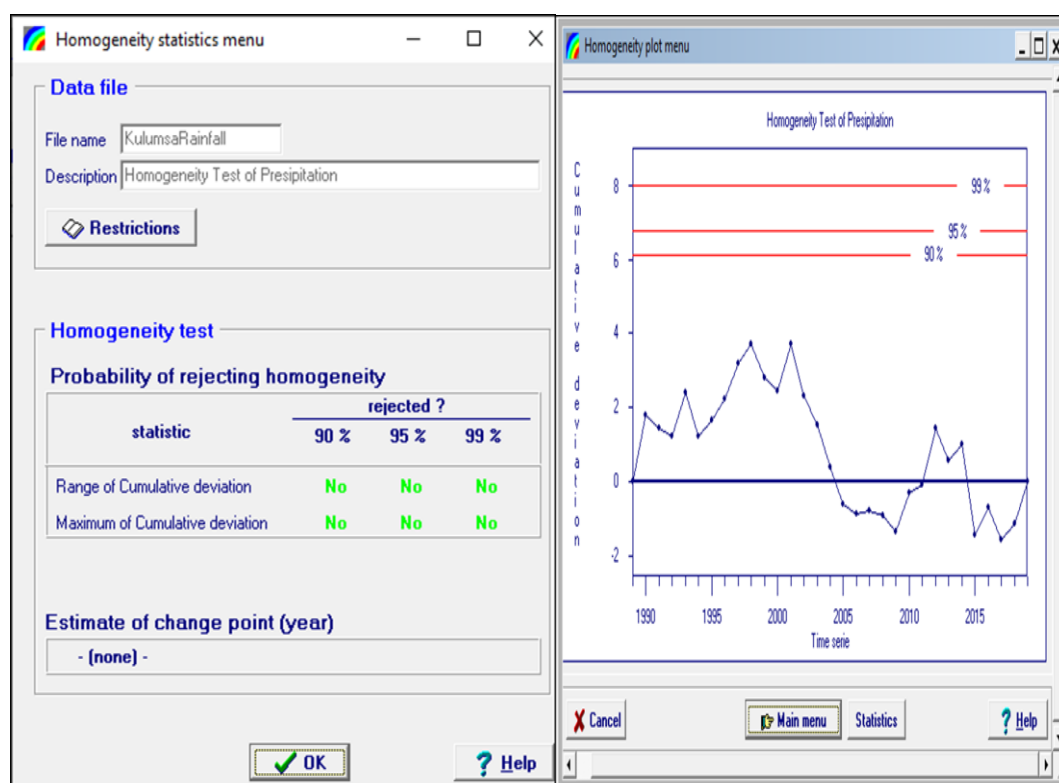 Homogeneity statistics menu
Data file
File name KulumsaRainfall
Description Homogeneity Test of Presipitation
Restrictions
Homogeneity test
Probability of rejecting homogeneity
rejected ?
statistic 90 % 95 % 99 %
Range of Cumulative deviation No No No
Maximum of Cumulative deviation No No No
Estimate of change point (year)
- (none) -
OK Help
Homogeneity plot menu
Homogeneity Test of Presipitation
Cumulative deviation
8
6
4
2
0
-2
99 %
95 %
90 %
1990 1995 2000 2005 2010 2015
Time serie
Cancel Main menu Statistics Help